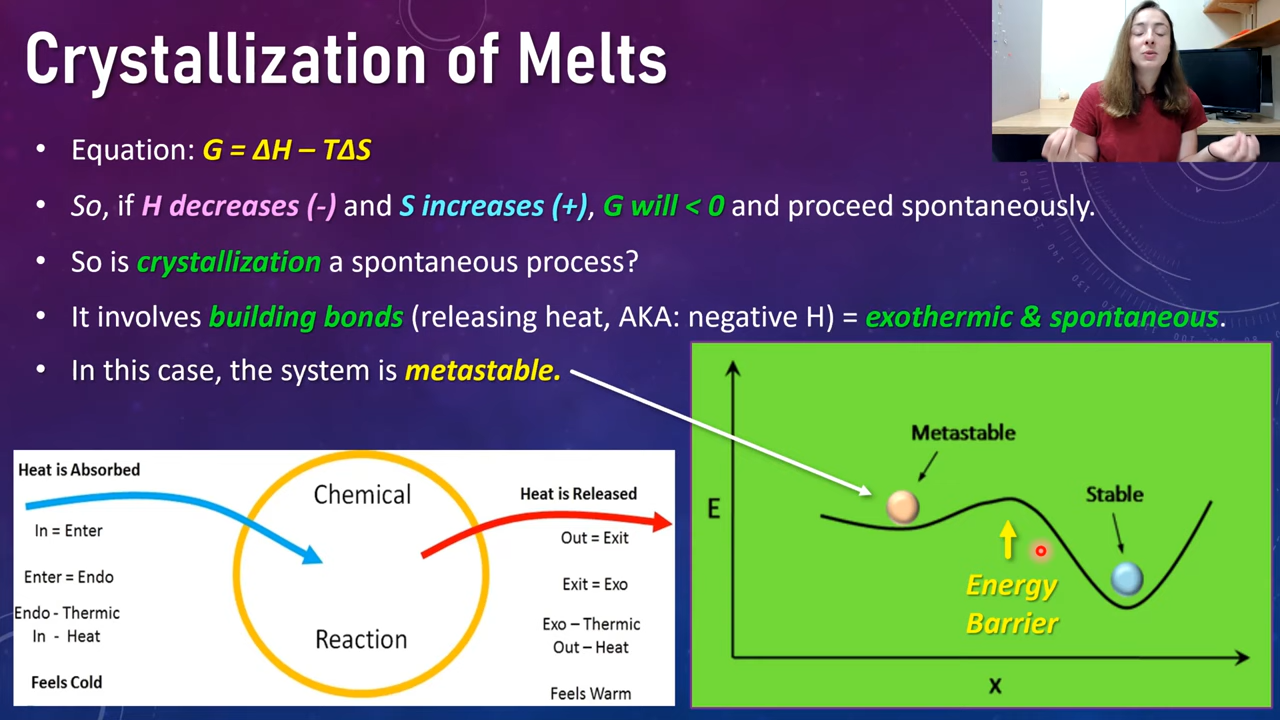 Crystallization of Melts
• Equation: G = ΔH – TΔS
• So, if H decreases (-) and S increases (+), G will < 0 and proceed spontaneously.
• So is crystallization a spontaneous process?
• It involves building bonds (releasing heat, AKA: negative H) = exothermic & spontaneous.
• In this case, the system is metastable.
Heat is Absorbed
In = Enter
Enter = Endo
Endo - Thermic
In - Heat
Feels Cold
Chemical
Reaction
Heat is Released
Out = Exit
Exit = Exo
Exo – Thermic
Out – Heat
Feels Warm
Metastable
Stable
E
Energy
Barrier
X